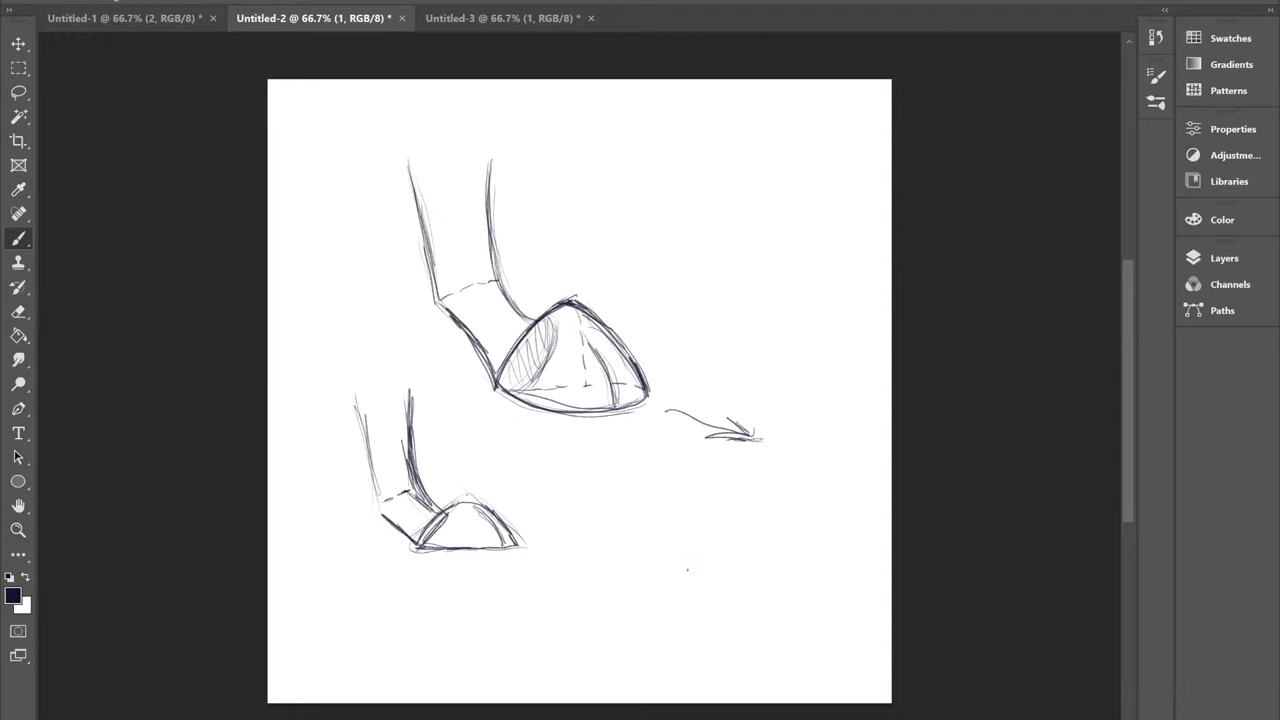 Untitled-1 @ 66.7% (2, RGB/8) * × Untitled-2 @ 66.7% (1, RGB/8) * × Untitled-3 @ 66.7% (1, RGB/8) * ×
Swatches
Gradients
Patterns
Properties
Adjustme...
Libraries
Color
Layers
Channels
Paths